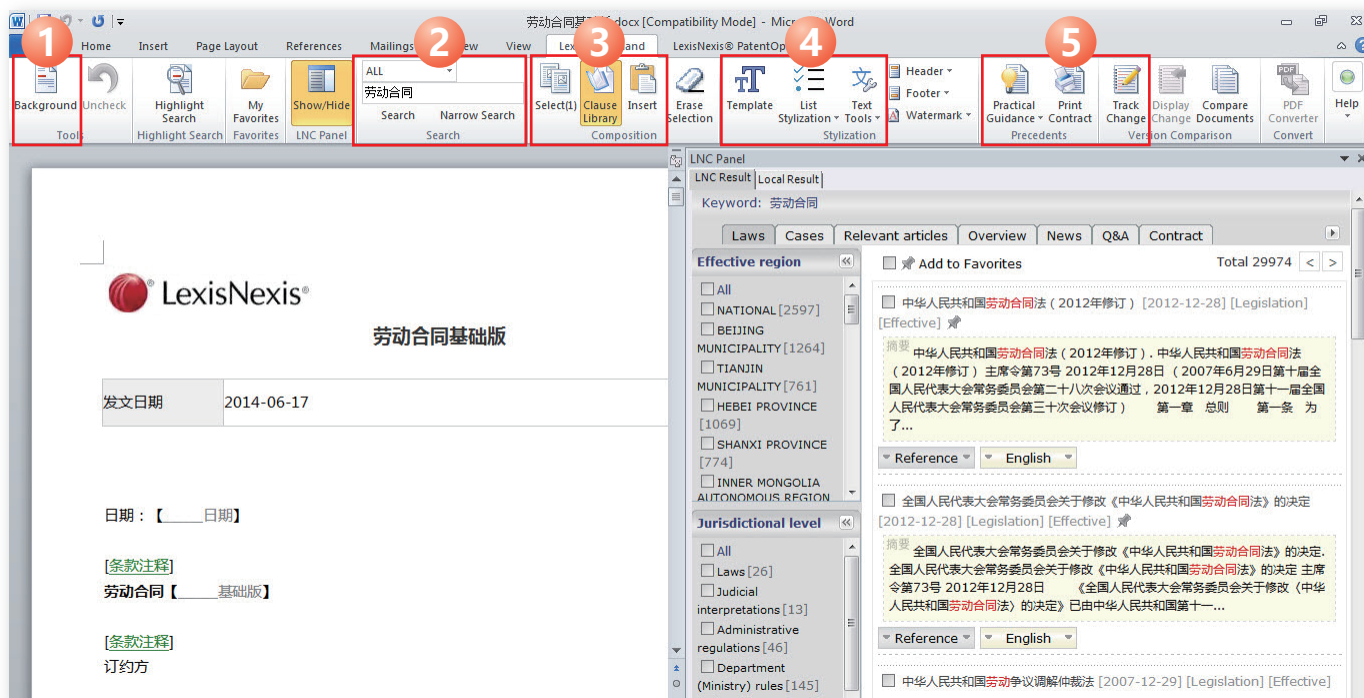 劳动合同基 .docx [Compatibility Mode] - Micr Word
1
2
3
4
5
Home Insert Page Layout References Mailings ew View Lex and LexisNexis® PatentOp
Background
Uncheck
Tools
Highlight
Search
Highlight Search
My
Favorites
Favorites
Show/Hide
LNC Panel
ALL
劳动合同
Search Narrow Search
Search
Select(1)
Clause
Library
Insert
Composition
Erase
Selection
Template
List
Stylization
Text
Tools
Header
Footer
Watermark
Stylization
Practical
Guidance
Print
Contract
Precedents
Track
Change
Display
Change
Compare
Documents
Version Comparison
PDF
PDF
Converter
Convert
Help
LexisNexis®
劳动合同基础版
发文日期 2014-06-17
日期：【_____日期】
[条款注释]
劳动合同【_____基础版】
[条款注释]
订约方
LNC Panel
LNC Result Local Result
Keyword: 劳动合同
Laws Cases Relevant articles Overview News Q&A Contract
Effective region
All
NATIONAL [2597]
BEIJING
MUNICIPALITY [1264]
TIANJIN
MUNICIPALITY [761]
HEBEI PROVINCE
[1069]
SHANXI PROVINCE
[774]
INNER MONGOLIA
AUTONOMOUS REGION
Jurisdictional level
All
Laws [26]
Judicial
interpretations [13]
Administrative
regulations [46]
Department
(Ministry) rules [145]
Add to Favorites Total 29974 < >
中华人民共和国劳动合同法（2012年修订） [2012-12-28] [Legislation]
[Effective]
摘要 中华人民共和国劳动合同法（2012年修订）. 中华人民共和国劳动合同法
（2012年修订） 主席令第73号 2012年12月28日 （2007年6月29日第十届全
国人民代表大会常务委员会第二十八次会议通过，2012年12月28日第十一届全国
人民代表大会常务委员会第三十次会议修订） 第一章 总则 第一条 为
了...
Reference English
全国人民代表大会常务委员会关于修改《中华人民共和国劳动合同法》的决定
[2012-12-28] [Legislation] [Effective]
摘要 全国人民代表大会常务委员会关于修改《中华人民共和国劳动合同法》的决定.
全国人民代表大会常务委员会关于修改《中华人民共和国劳动合同法》的决定 主席
令第73号 2012年12月28日 《全国人民代表大会常务委员会关于修改〈中华
人民共和国劳动合同法〉的决定》已由中华人民共和国第十一...
Reference English
中华人民共和国劳动争议调解仲裁法 [2007-12-29] [Legislation] [Effective]